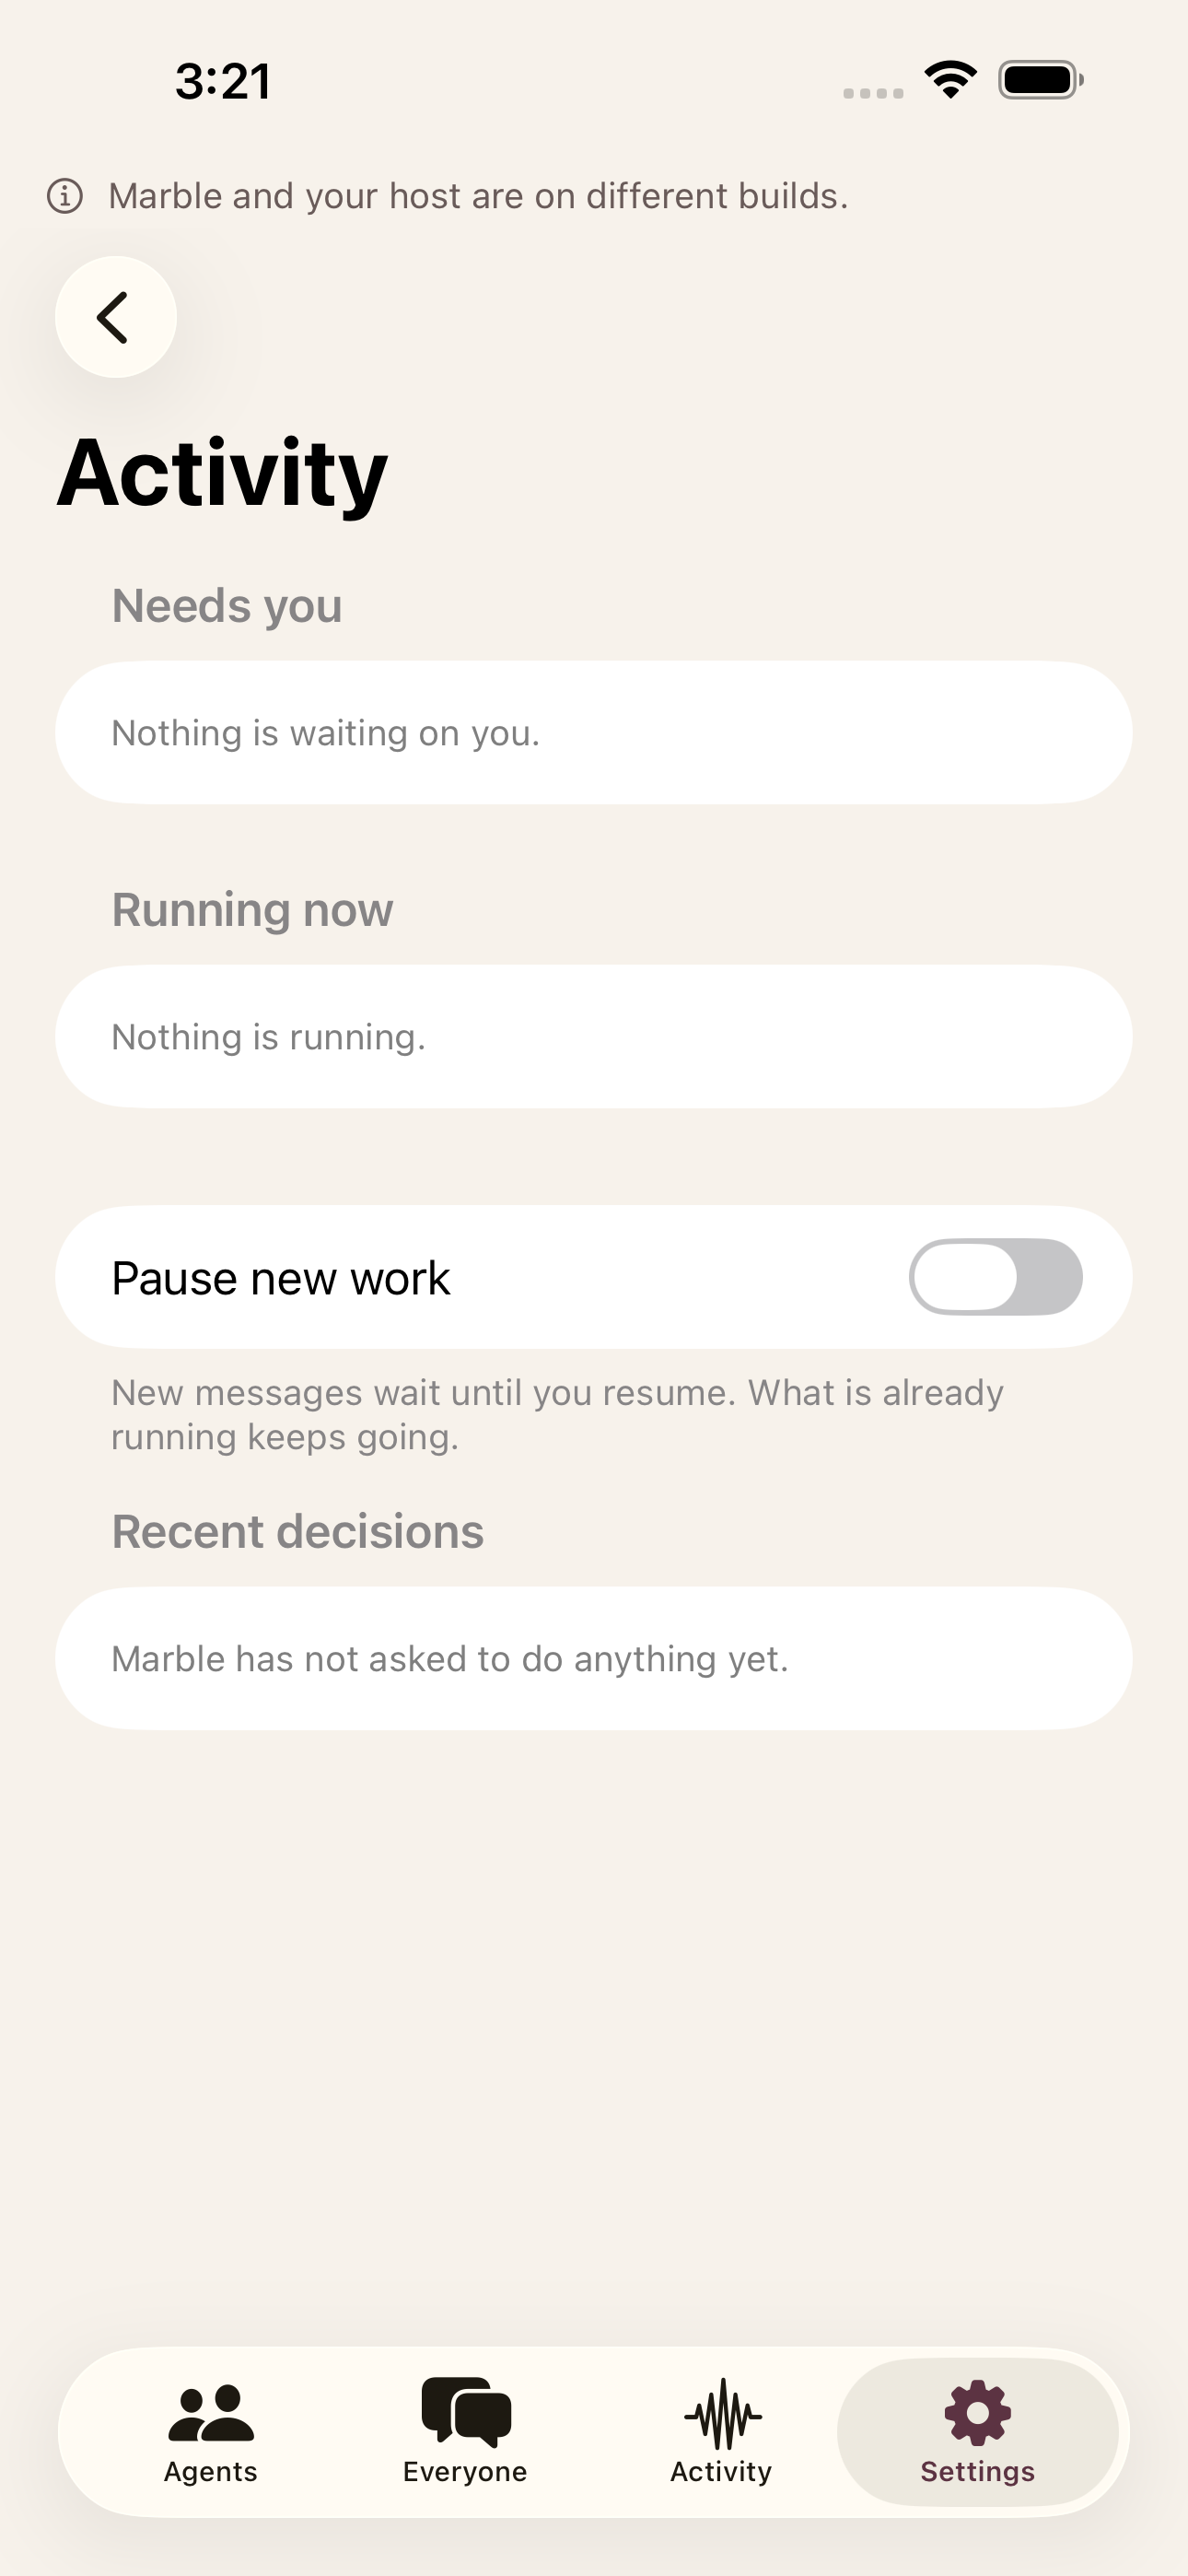 3:21
Marble and your host are on different builds.
Activity
Needs you
Nothing is waiting on you.
Running now
Nothing is running.
Pause new work
New messages wait until you resume. What is already
running keeps going.
Recent decisions
Marble has not asked to do anything yet.
Agents
Everyone
Activity
Settings